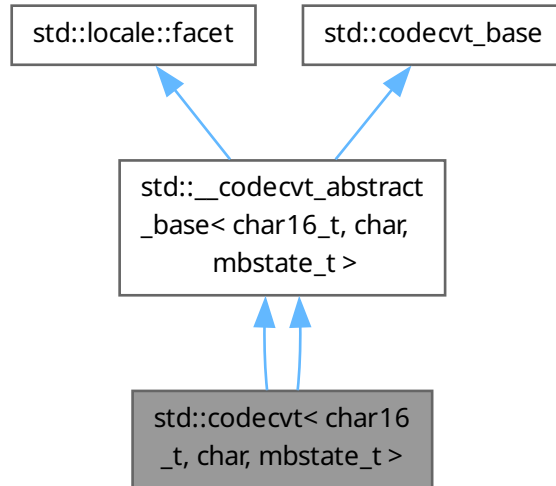 std::locale::facet
std::codecvt_base
std::__codecvt_abstract
_base< char16_t, char,
mbstate_t >
std::codecvt< char16
_t, char, mbstate_t >